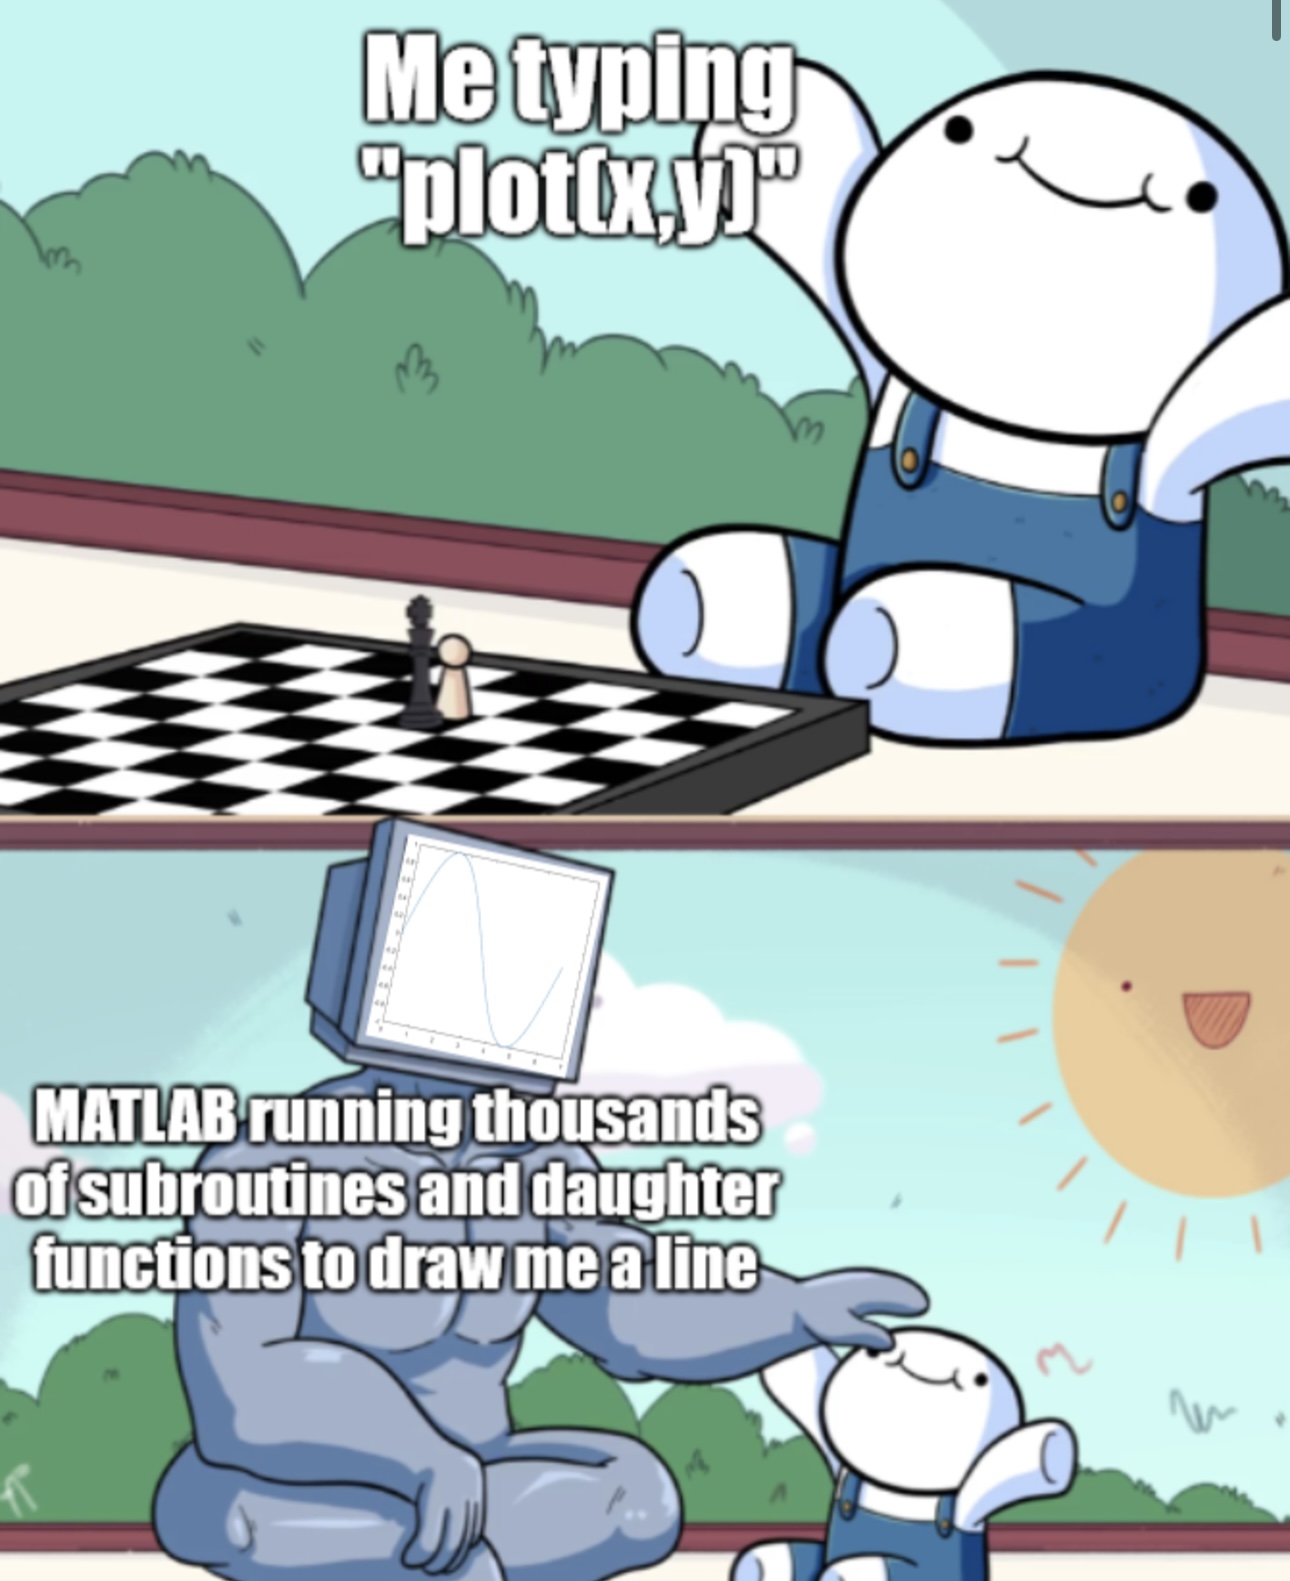 Me typing
"plot(x,y)"
MATLAB running thousands
of subroutines and daughter
functions to draw me a line